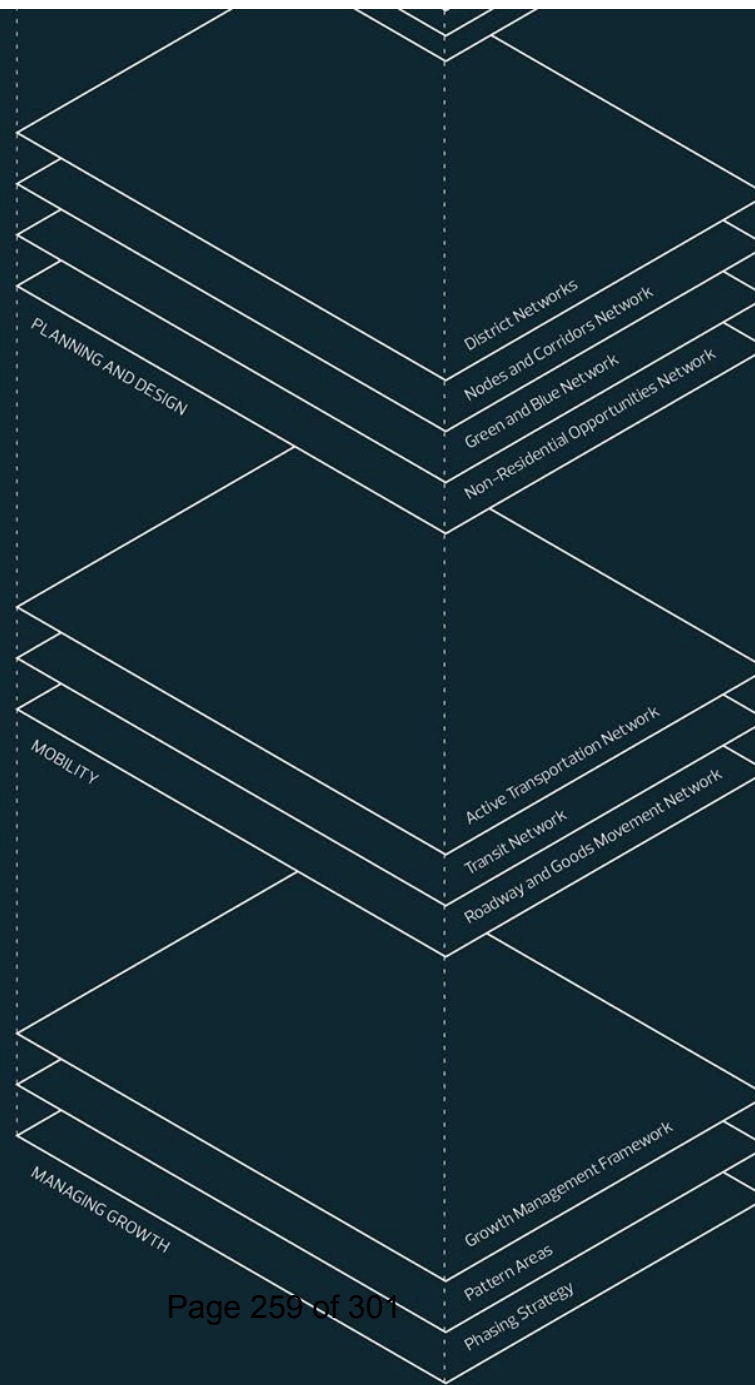 District Networks
Nodes and Corridors Network
Green and Blue Network
Non-Residential Opportunities Network
PLANNING AND DESIGN
Active Transportation Network
Transit Network
Roadway and Goods Movement Network
MOBILITY
Growth Management Framework
Pattern Areas
Phasing Strategy
MANAGING GROWTH
Page 259 of 301